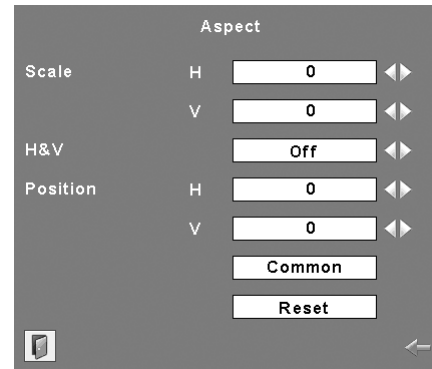 Aspect
Scale H 0
V 0
H&V Off
Position H 0
V 0
Common
Reset